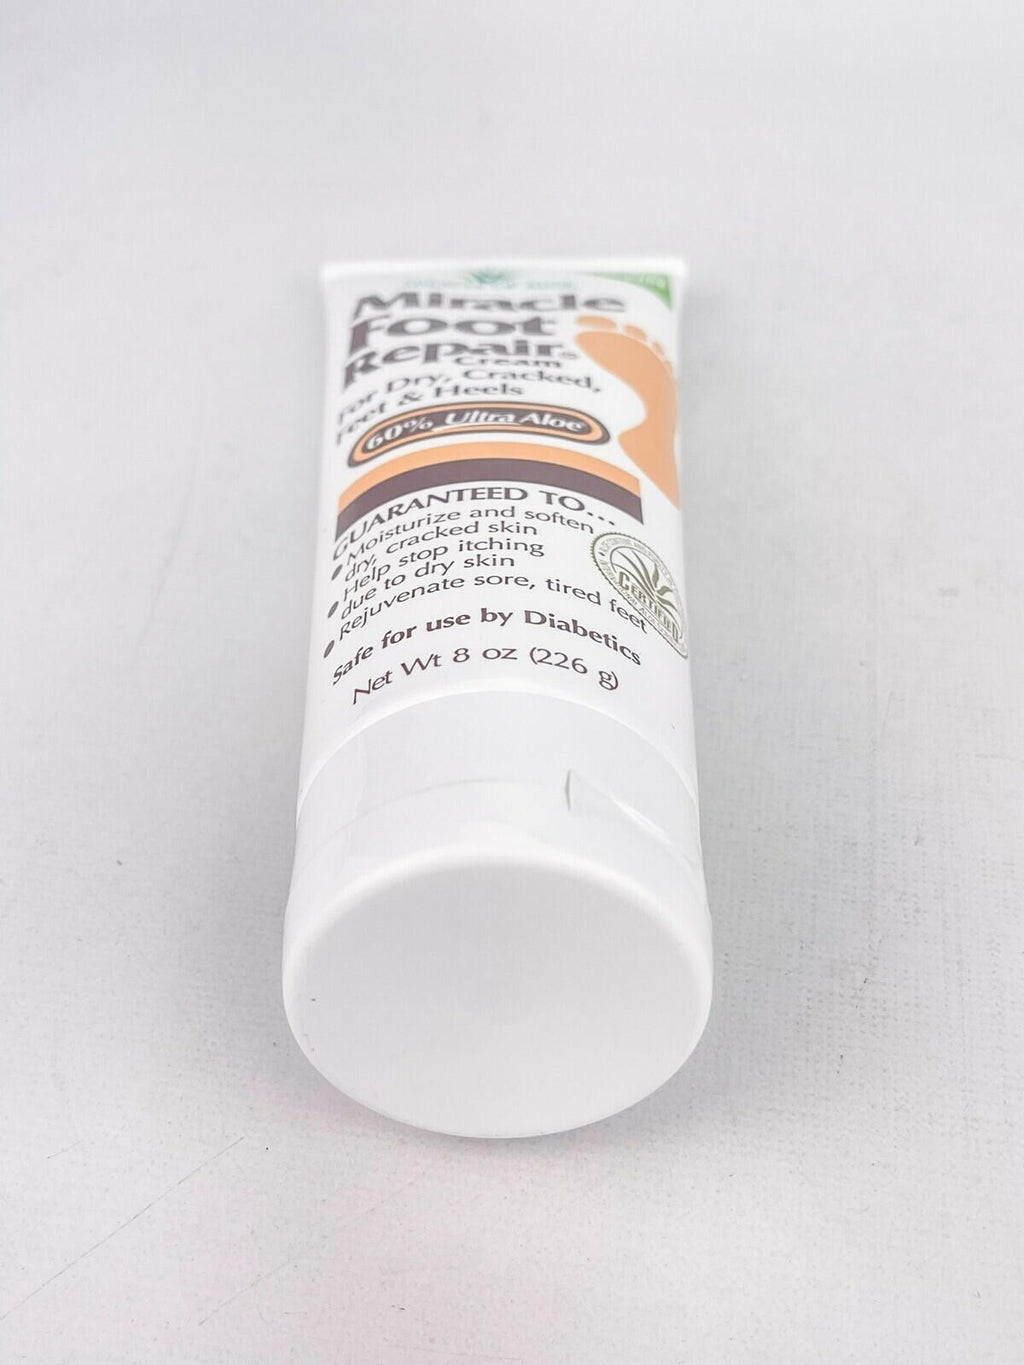 Miracle
Foot
Repair®
Cream
For Dry, Cracked,
Feet & Heels
60% Ultra Aloe
GUARANTEED TO...
• Moisturize and soften
dry, cracked skin
• Help stop itching
due to dry skin
• Rejuvenate sore, tired feet
CERTIFIED
Safe for use by Diabetics
Net Wt 8 oz (226 g)